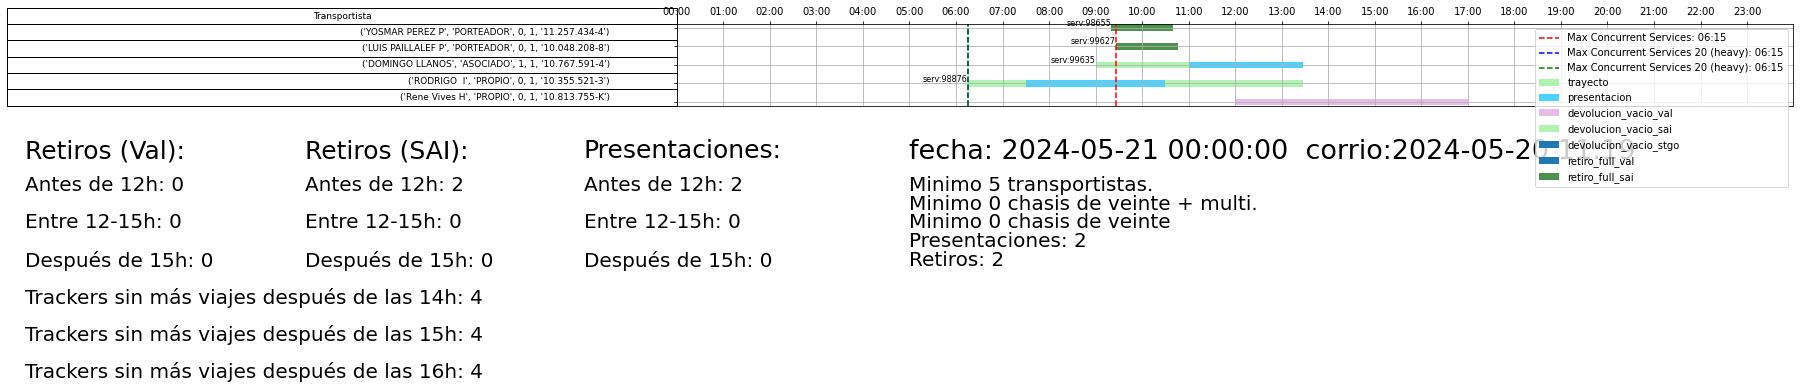 00:00 01:00 02:00 03:00 04:00 05:00 06:00 07:00 08:00 09:00 10:00 11:00 12:00 13:00 14:00 15:00 16:00 17:00 18:00 19:00 20:00 21:00 22:00 23:00
Transportista
('YOSMAR PEREZ P', 'PORTEADOR', 0, 1, '11.257.434-4')
('LUIS PAILLALEF P', 'PORTEADOR', 0, 1, '10.048.208-8')
('DOMINGO LLANOS', 'ASOCIADO', 1, 1, '10.767.591-4')
('RODRIGO  I', 'PROPIO', 0, 1, '10.355.521-3')
('Rene Vives H', 'PROPIO', 0, 1, '10.813.755-K')
serv:98655
serv:99627
serv:99635
serv:98876
Max Concurrent Services: 06:15
Max Concurrent Services 20 (heavy): 06:15
Max Concurrent Services 20 (heavy): 06:15
trayecto
presentacion
devolucion_vacio_val
devolucion_vacio_sai
devolucion_vacio_stgo
retiro_full_val
retiro_full_sai
Retiros (Val):
Antes de 12h: 0
Entre 12-15h: 0
Después de 15h: 0
Retiros (SAI):
Antes de 12h: 2
Entre 12-15h: 0
Después de 15h: 0
Presentaciones:
Antes de 12h: 2
Entre 12-15h: 0
Después de 15h: 0
fecha: 2024-05-21 00:00:00  corrio:2024-05-20 11:19
Minimo 5 transportistas.
Minimo 0 chasis de veinte + multi.
Minimo 0 chasis de veinte
Presentaciones: 2
Retiros: 2
Trackers sin más viajes después de las 14h: 4
Trackers sin más viajes después de las 15h: 4
Trackers sin más viajes después de las 16h: 4